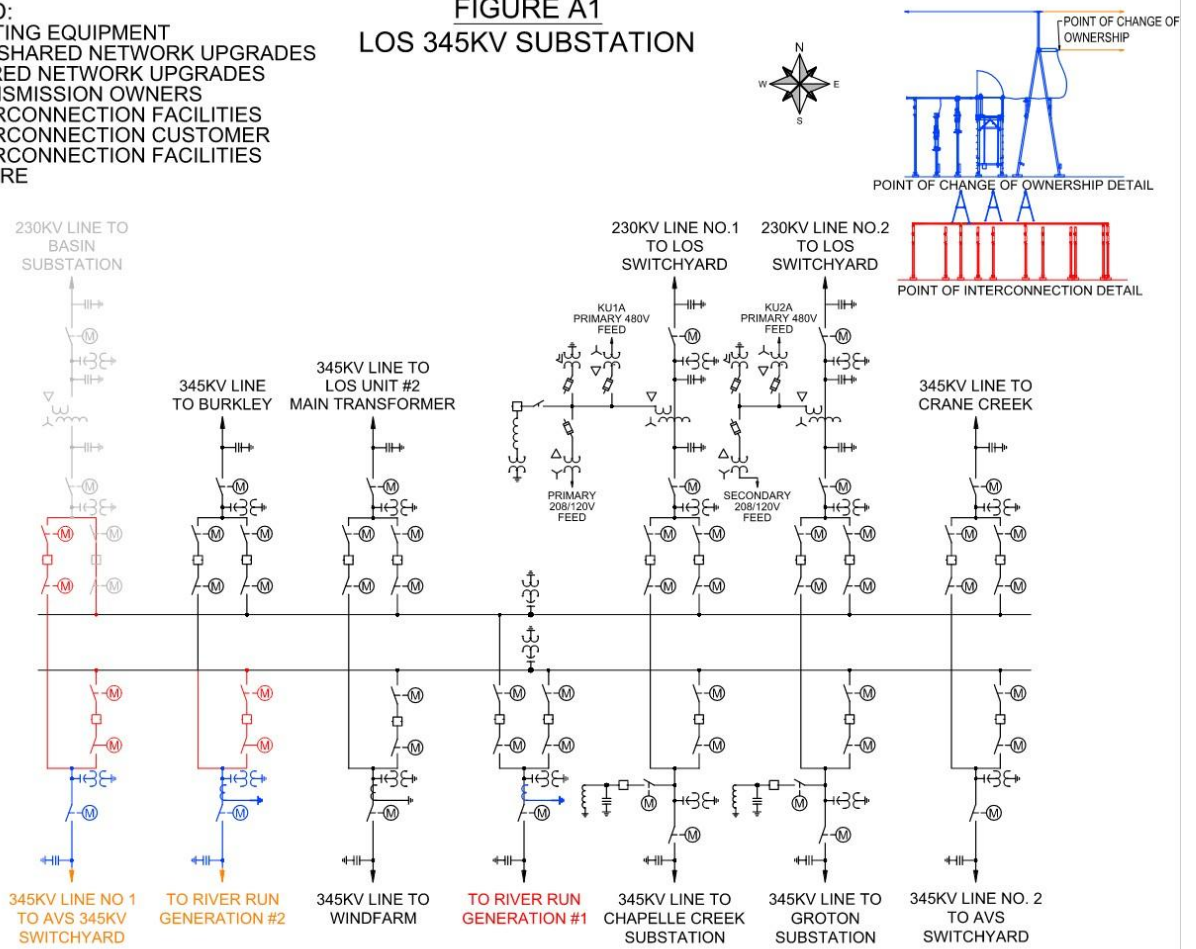 D:
TING EQUIPMENT
SHARED NETWORK UPGRADES
RED NETWORK UPGRADES
NSMISSION OWNERS
RCONNECTION FACILITIES
RCONNECTION CUSTOMER
RCONNECTION FACILITIES
RE
FIGURE A1
LOS 345KV SUBSTATION
N
W
E
S
POINT OF CHANGE OF
OWNERSHIP
POINT OF CHANGE OF OWNERSHIP DETAIL
POINT OF INTERCONNECTION DETAIL
230KV LINE TO
BASIN
SUBSTATION
345KV LINE
TO BURKLEY
345KV LINE TO
LOS UNIT #2
MAIN TRANSFORMER
230KV LINE NO.1
TO LOS
SWITCHYARD
230KV LINE NO.2
TO LOS
SWITCHYARD
345KV LINE TO
CRANE CREEK
KU1A
PRIMARY 480V
FEED
KU2A
PRIMARY 480V
FEED
PRIMARY
208/120V
FEED
SECONDARY
208/120V
FEED
M
M
M M M M M M
M M M M M M M M M M M
M M M M M M M M M M M
M M M M M M M M
M M M M M M M M
M M M M M M
M M M
345KV LINE NO 1
TO AVS 345KV
SWITCHYARD
TO RIVER RUN
GENERATION #2
345KV LINE TO
WINDFARM
TO RIVER RUN
GENERATION #1
345KV LINE TO
CHAPELLE CREEK
SUBSTATION
345KV LINE TO
GROTON
SUBSTATION
345KV LINE NO. 2
TO AVS
SWITCHYARD